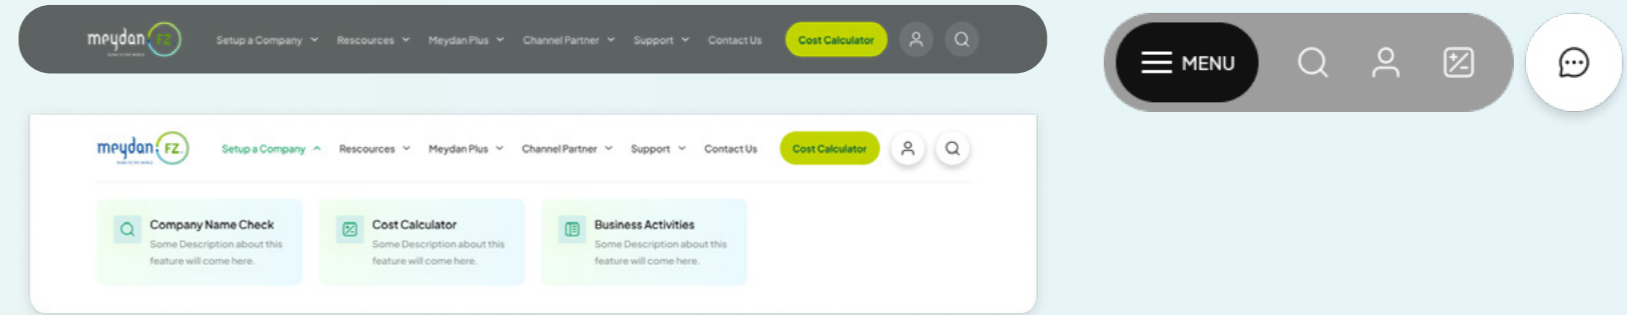 meydan FZ
Setup a Company
Rescources
Meydan Plus
Channel Partner
Support
Contact Us
Cost Calculator
MENU
meydan FZ
Setup a Company
Rescources
Meydan Plus
Channel Partner
Support
Contact Us
Cost Calculator
Company Name Check
Some Description about this
feature will come here.
Cost Calculator
Some Description about this
feature will come here.
Business Activities
Some Description about this
feature will come here.